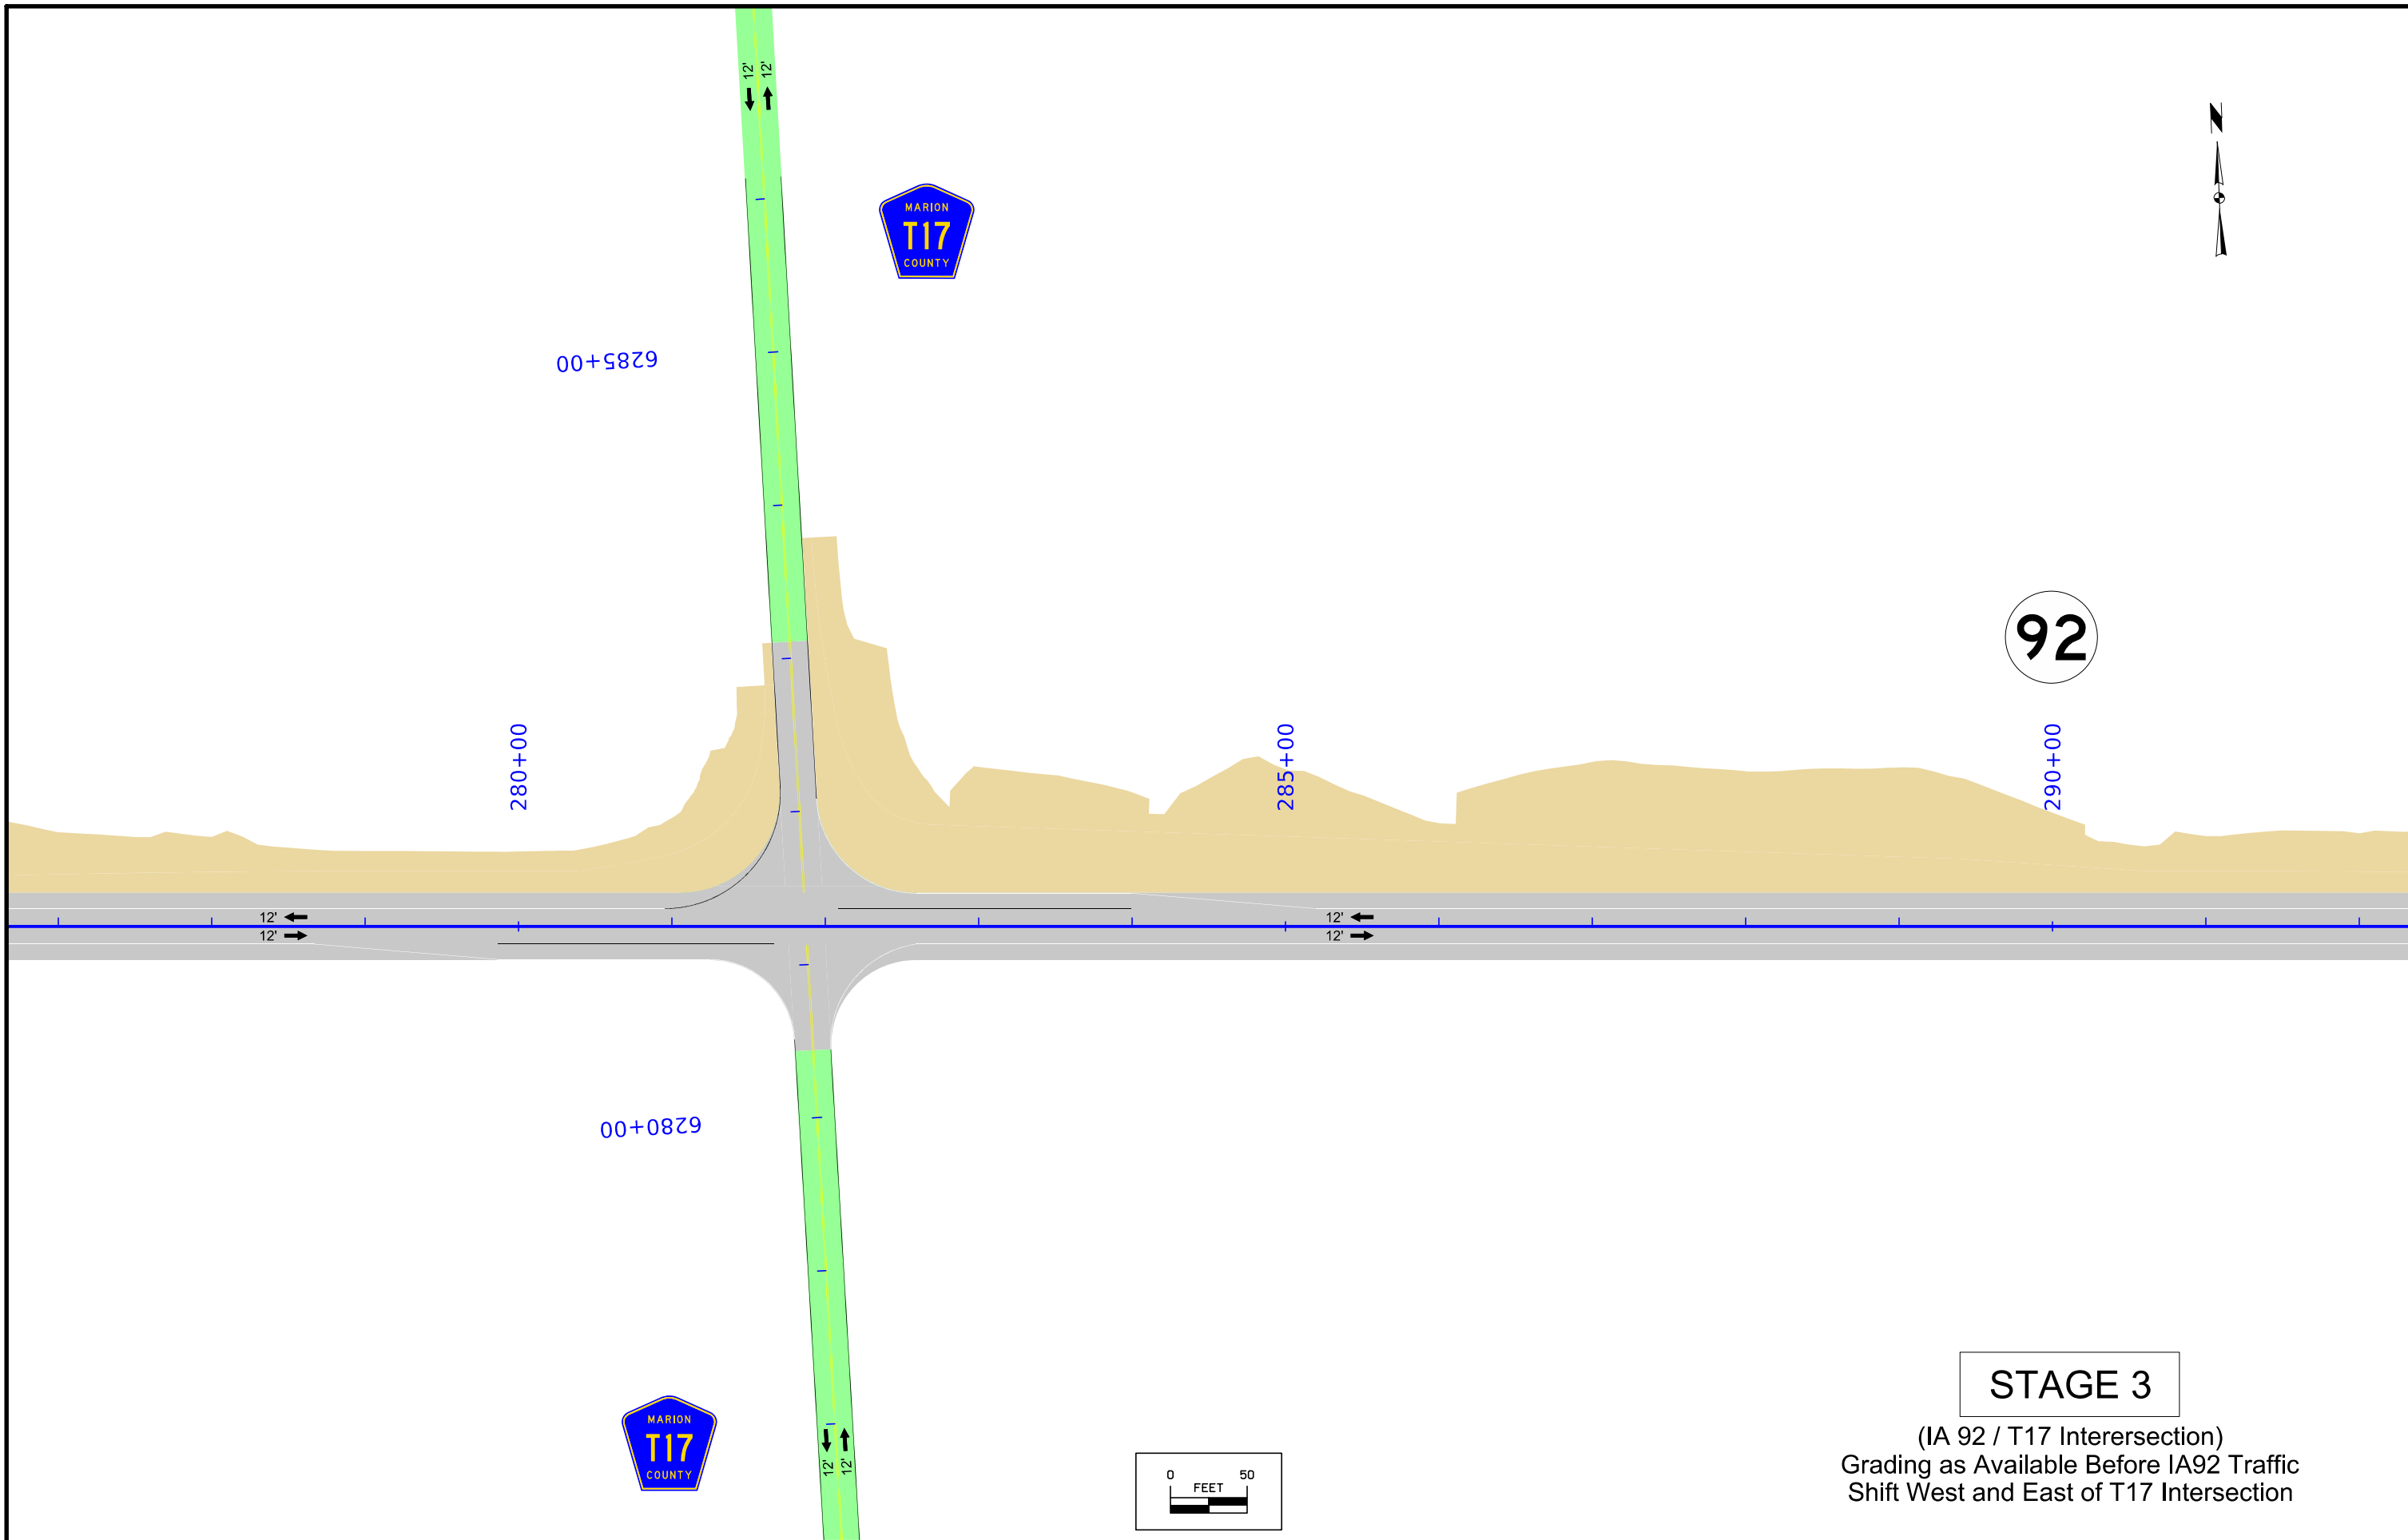 12'
12'
N
MARION
T17
COUNTY
6285+00
92
280+00
285+00
290+00
12'
12'
12'
12'
6280+00
MARION
T17
COUNTY
12'
12'
0 50
FEET
STAGE 3
(IA 92 / T17 Interersection)
Grading as Available Before IA92 Traffic
Shift West and East of T17 Intersection